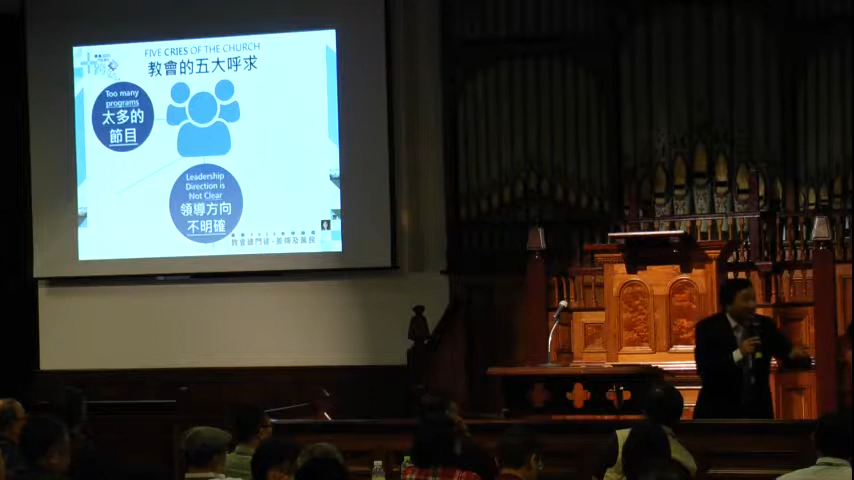 FIVE CRIES OF THE CHURCH
教會的五大呼求
Too many
programs
太多的
節目
Leadership
Direction is
Not Clear
領導方向
不明確